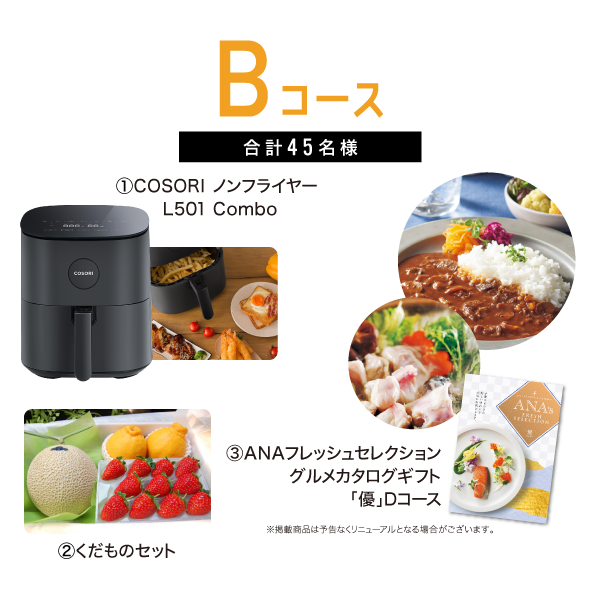 Bコース
合計45名様
①COSORI ノンフライヤー
L501 Combo
COSORI
②くだものセット
③ANAフレッシュセレクション
グルメカタログギフト
「優」Dコース
ANA's
FRESH
SELECTION
※掲載商品は予告なくリニューアルとなる場合がございます。